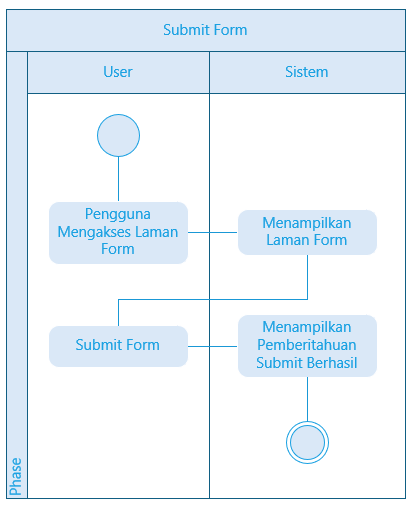 Submit Form
User
Sistem
Pengguna
Mengakses Laman
Form
Menampilkan
Laman Form
Submit Form
Menampilkan
Pemberitahuan
Submit Berhasil
Phase